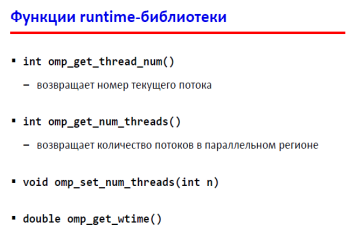 Функции runtime-библиотеки
▪ int omp_get_thread_num()
– возвращает номер текущего потока
▪ int omp_get_num_threads()
– возвращает количество потоков в параллельном регионе
▪ void omp_set_num_threads(int n)
▪ double omp_get_wtime()